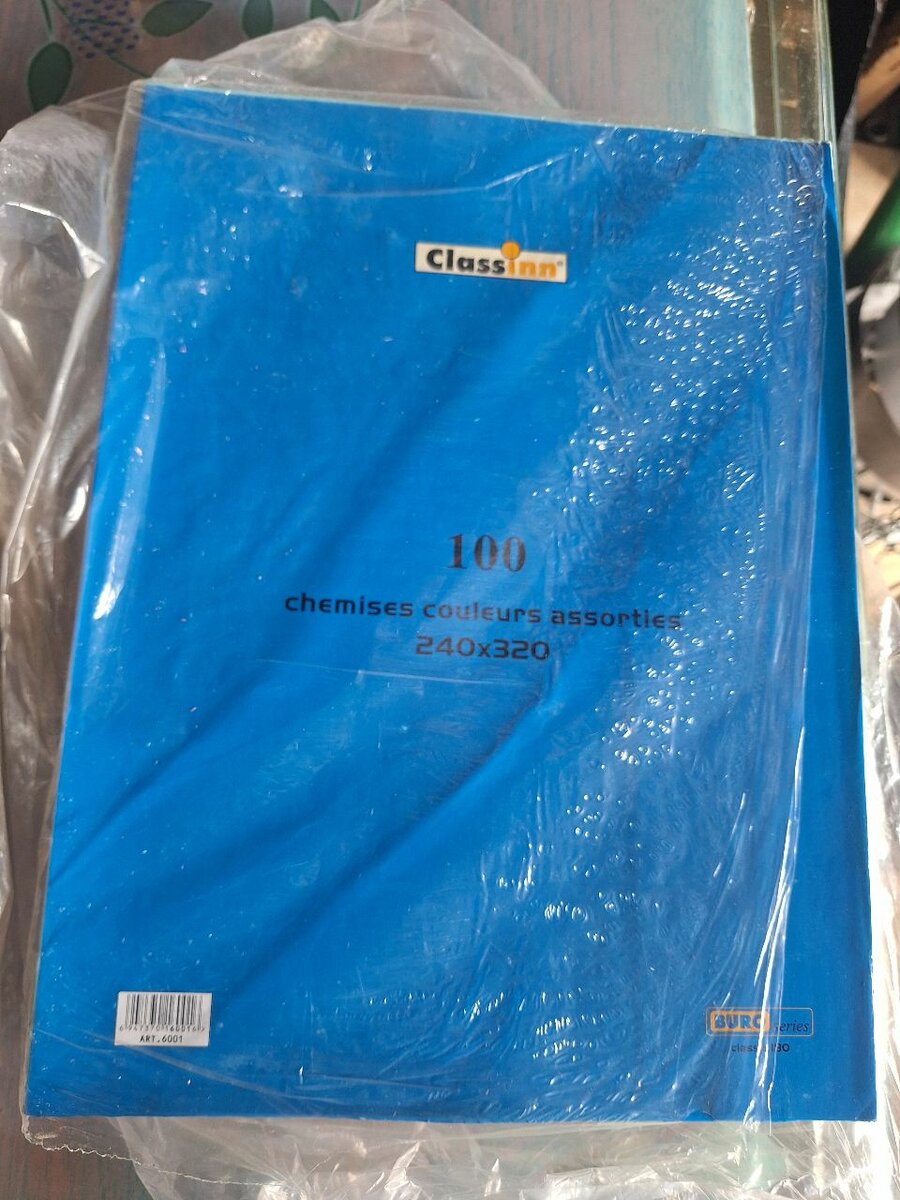 Classinn
100
chemises couleurs assorties
240x320
ART.6001
BURO series